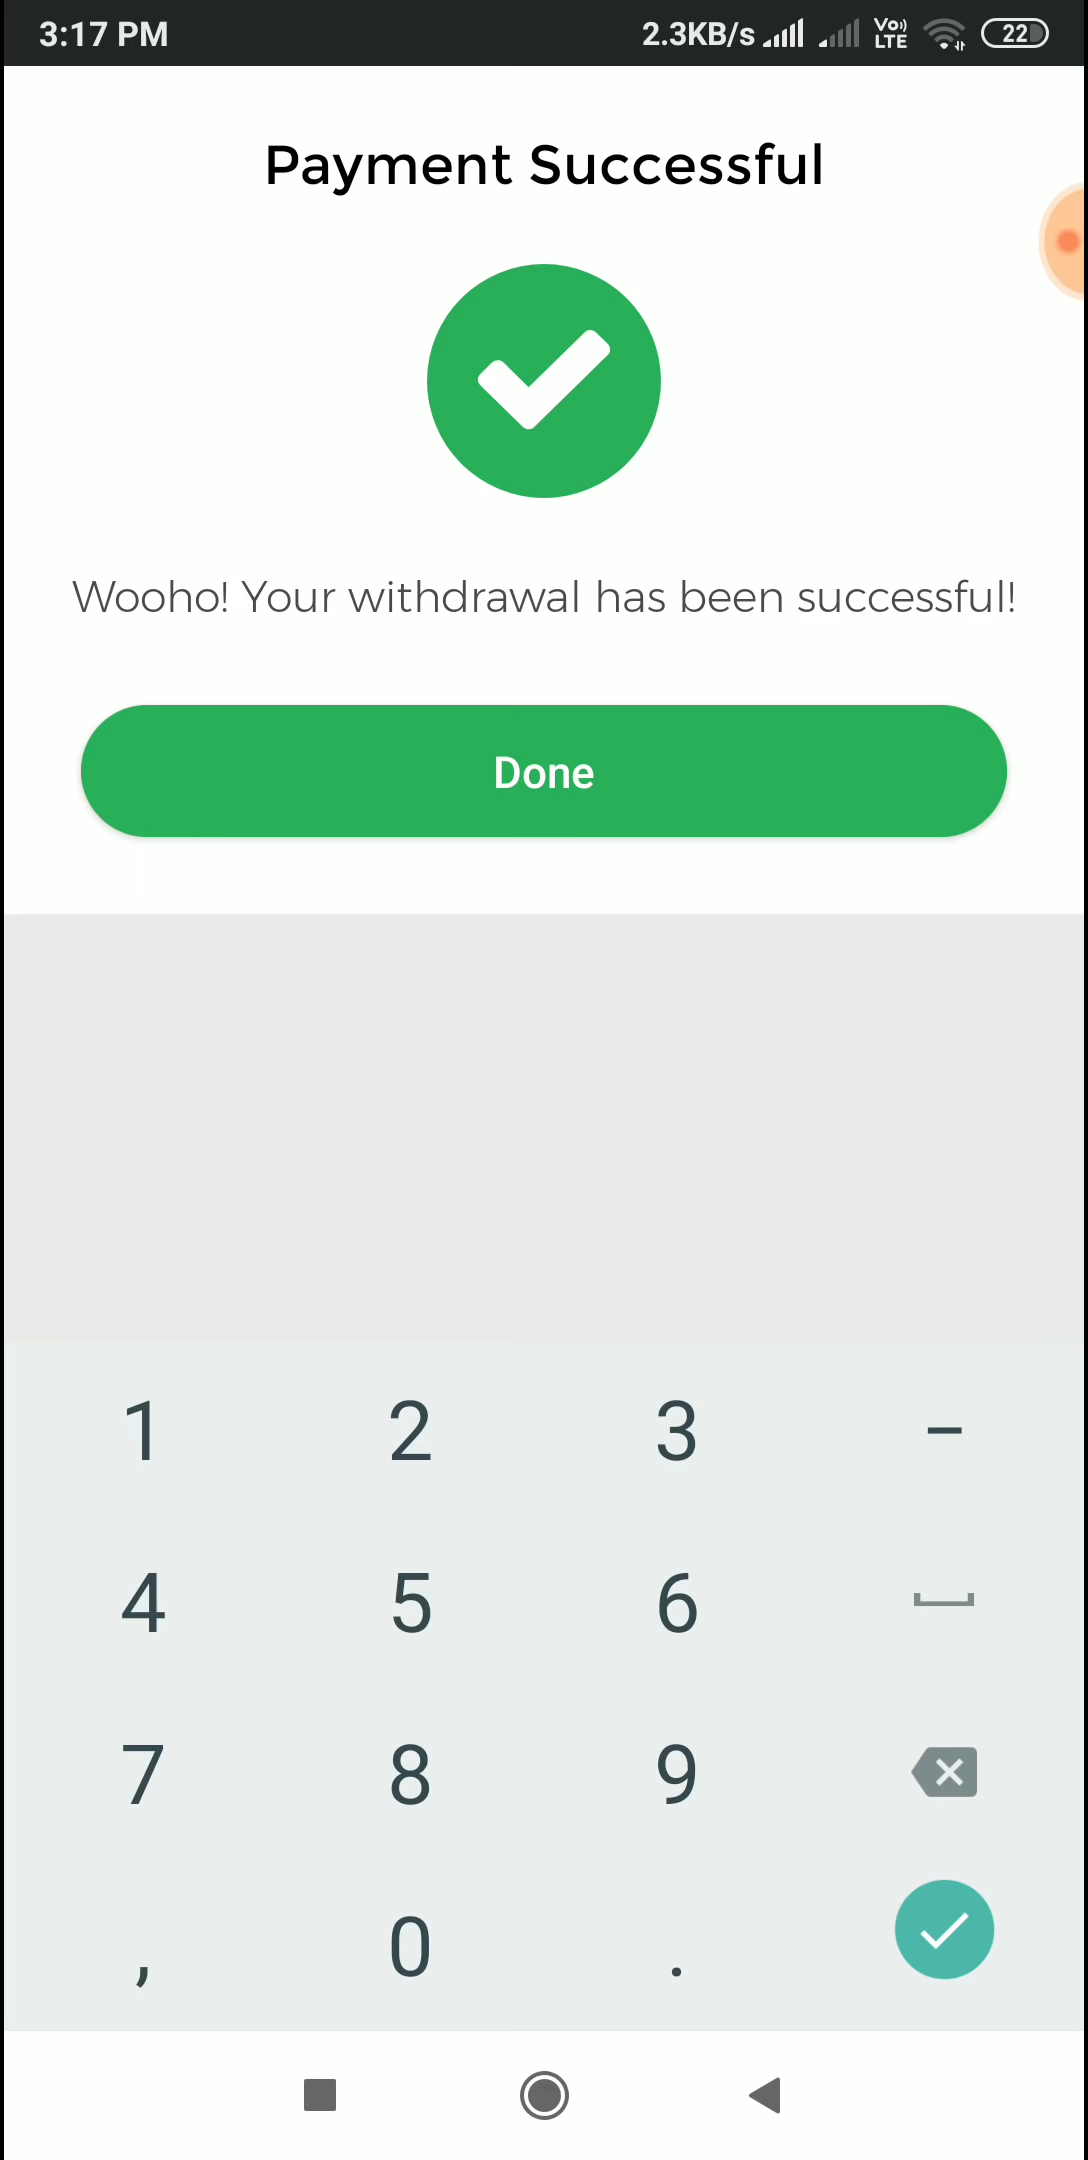 3:17 PM 2.3KB/s Vo)) LTE 22
Payment Successful
Wooho! Your withdrawal has been successful!
Done
1 2 3 –
4 5 6
7 8 9
, 0 .